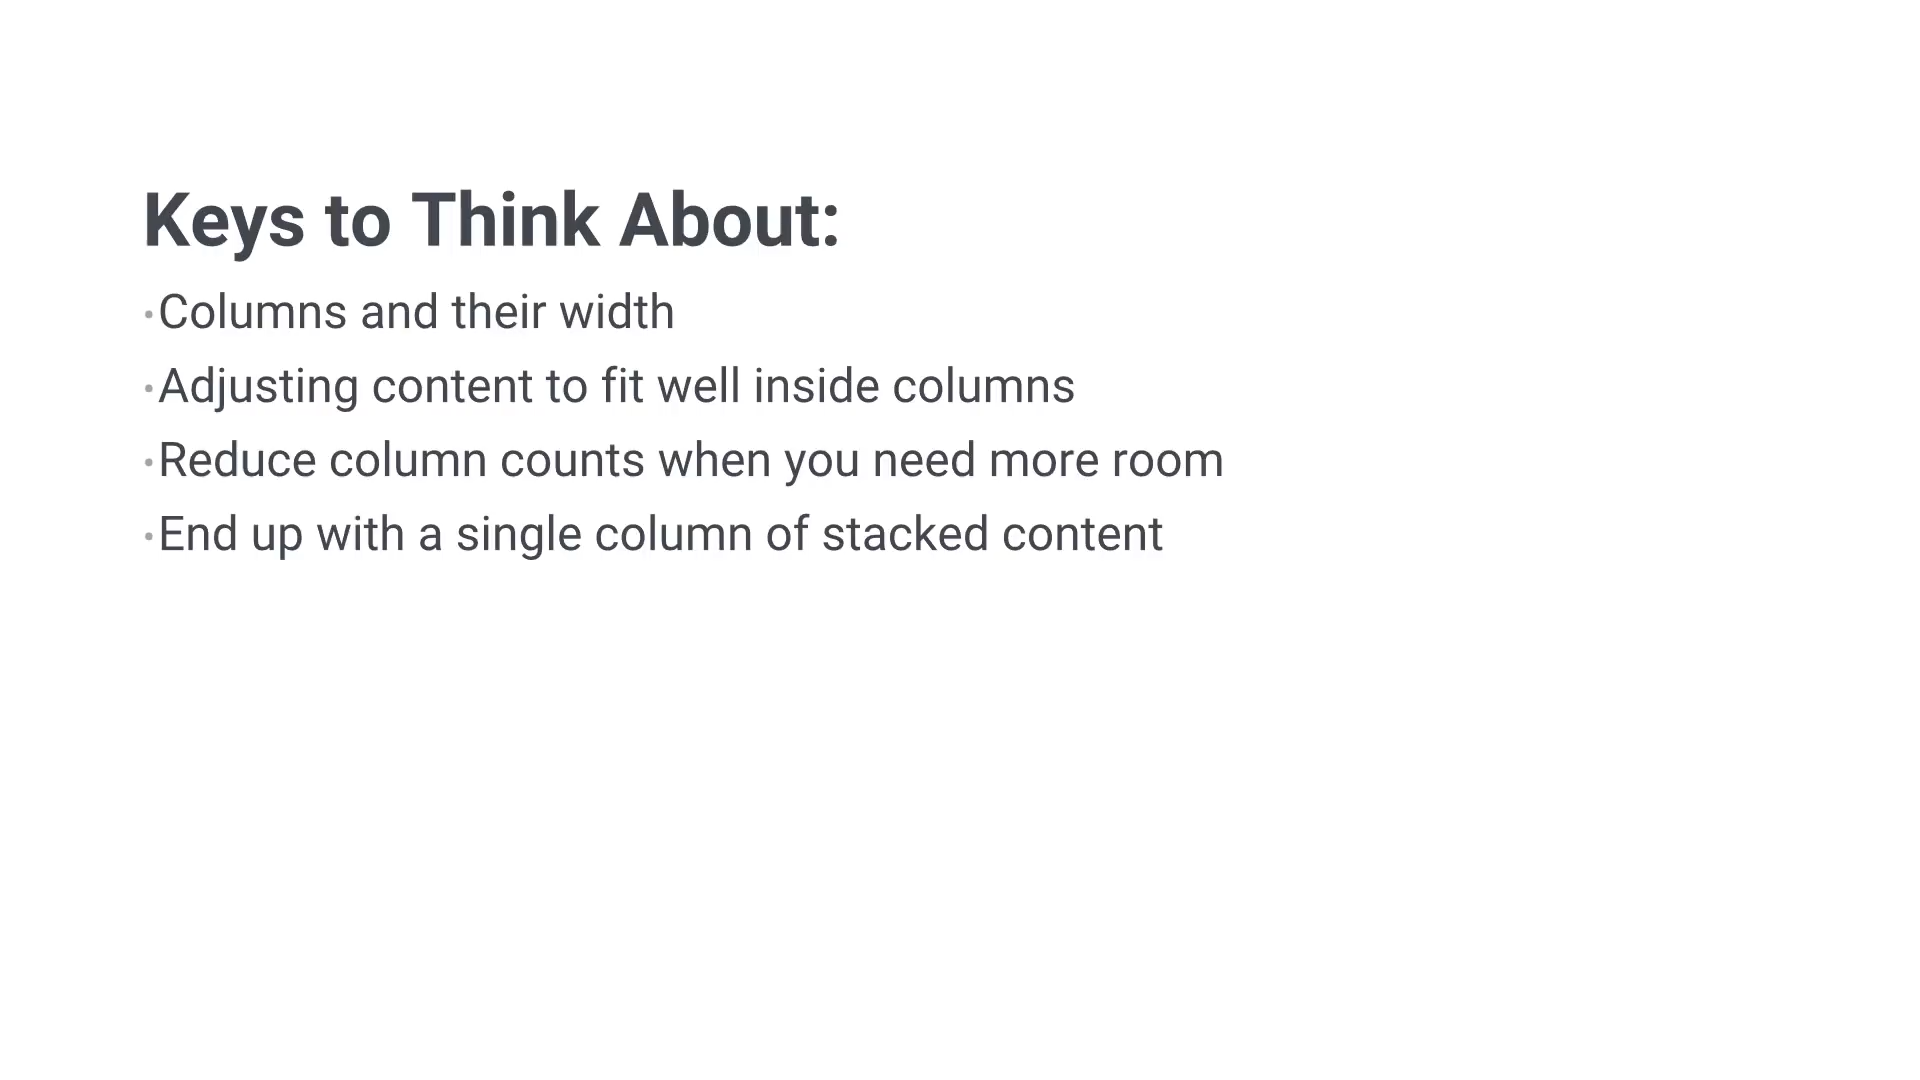 Keys to Think About:
•Columns and their width
•Adjusting content to fit well inside columns
•Reduce column counts when you need more room
•End up with a single column of stacked content